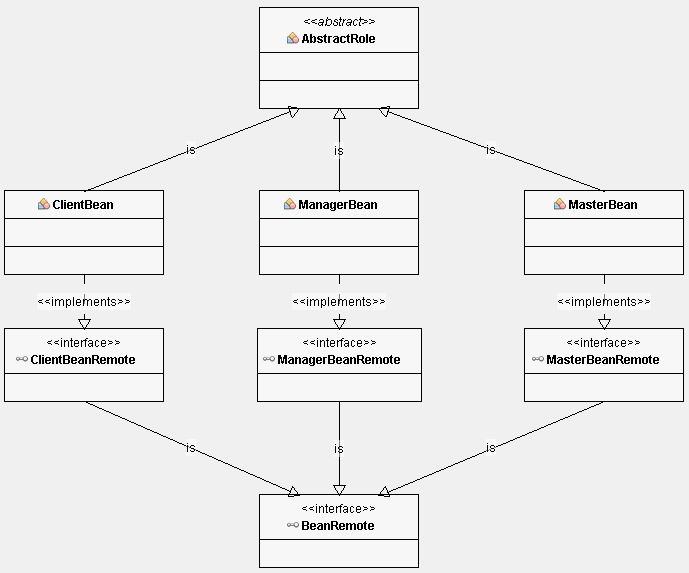 <<abstract>>
AbstractRole
is
is
is
ClientBean
ManagerBean
MasterBean
<<implements>>
<<implements>>
<<implements>>
<<interface>>
ClientBeanRemote
<<interface>>
ManagerBeanRemote
<<interface>>
MasterBeanRemote
is
is
is
<<interface>>
BeanRemote